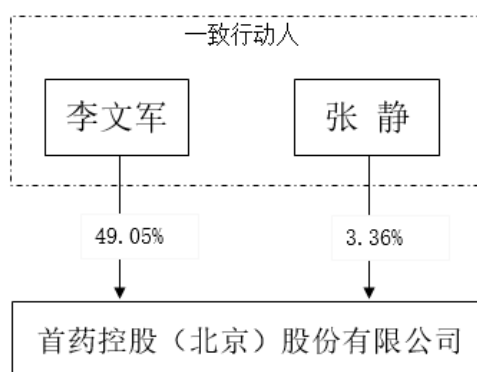 一致行动人
李文军
张 静
49.05%
3.36%
首药控股（北京）股份有限公司